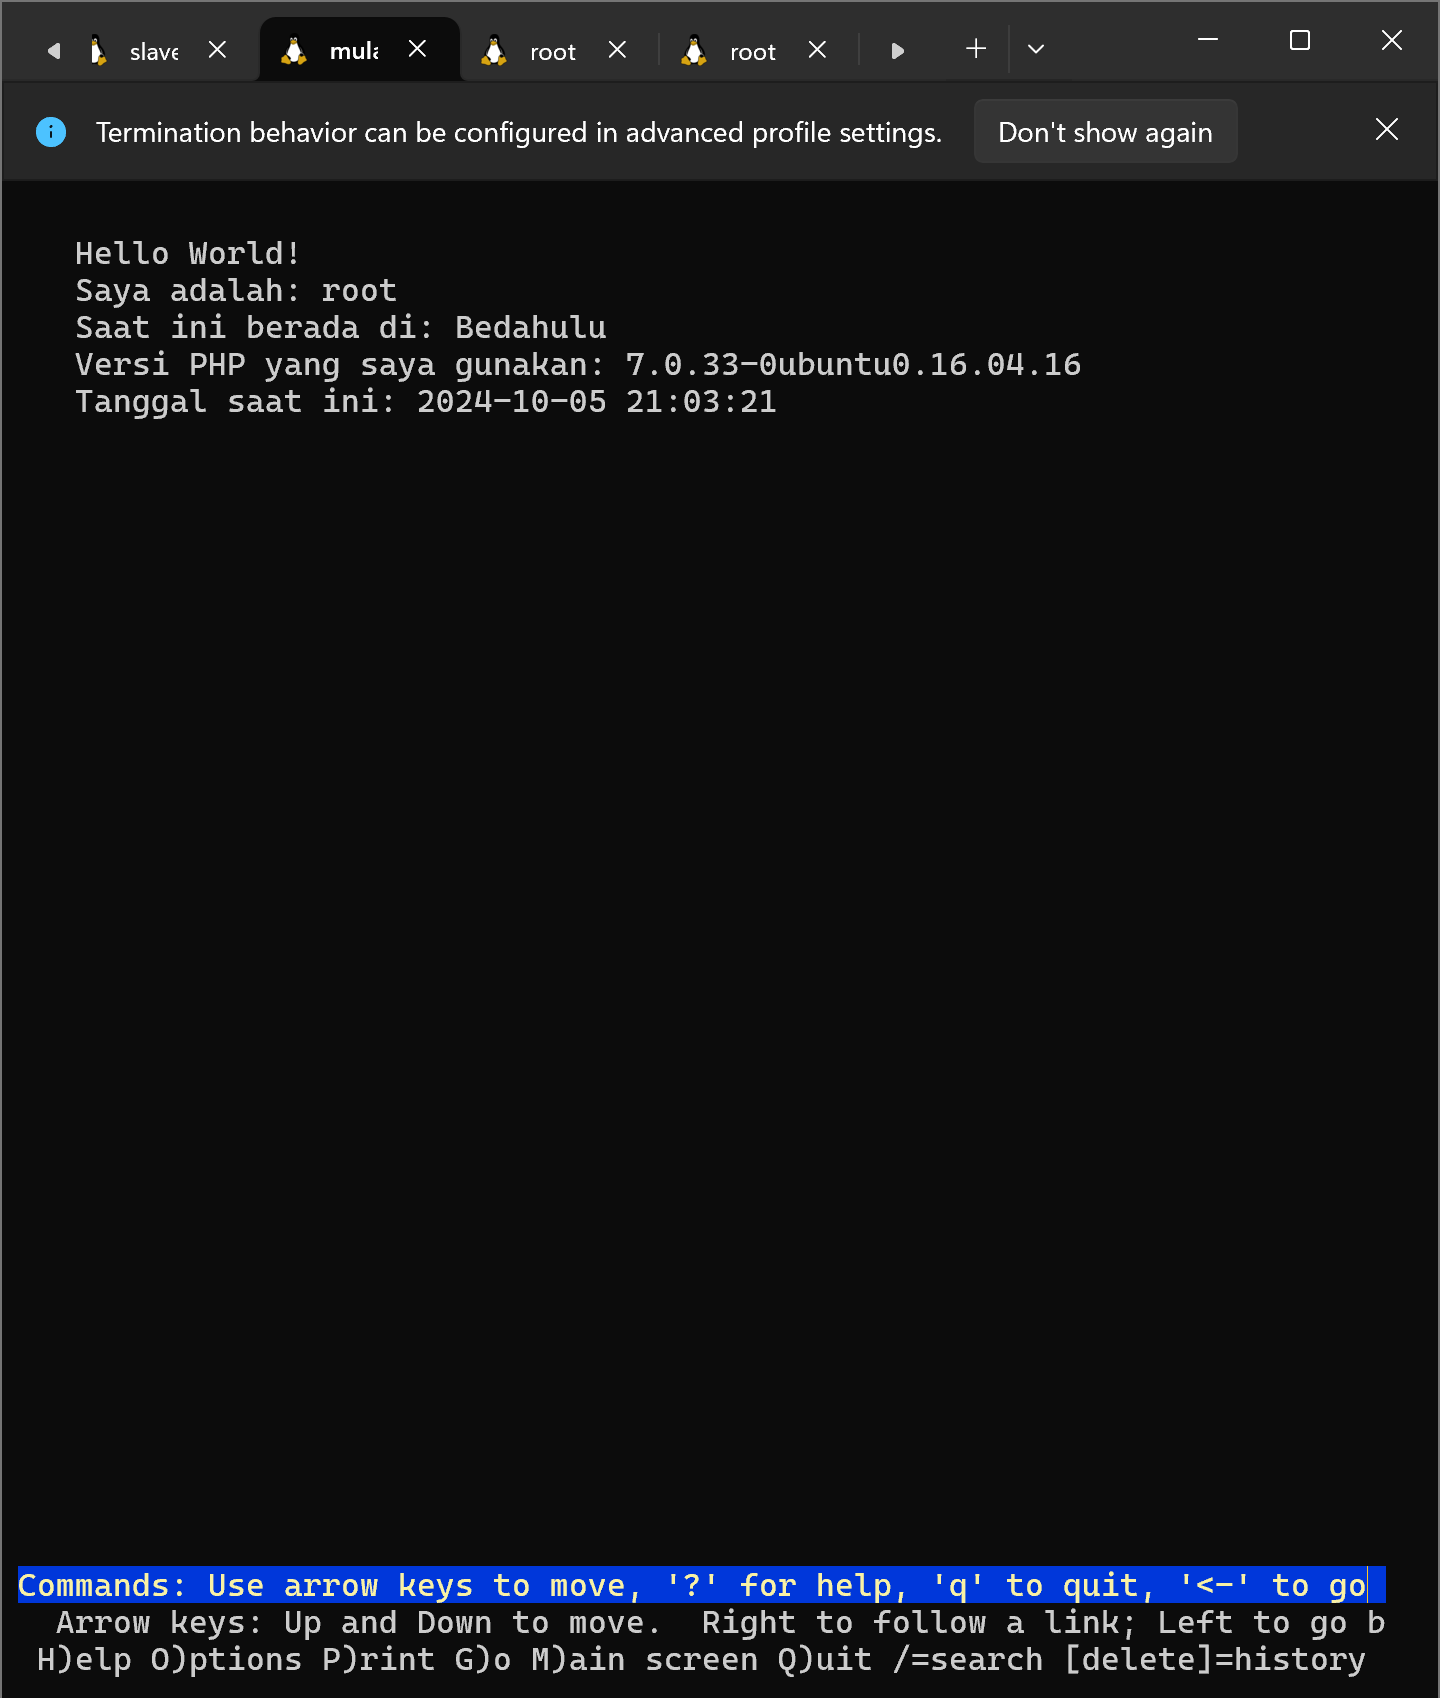 slave mula root root
Termination behavior can be configured in advanced profile settings. Don't show again
Hello World!
Saya adalah: root
Saat ini berada di: Bedahulu
Versi PHP yang saya gunakan: 7.0.33-0ubuntu0.16.04.16
Tanggal saat ini: 2024-10-05 21:03:21
Commands: Use arrow keys to move, '?' for help, 'q' to quit, '<-' to go
Arrow keys: Up and Down to move. Right to follow a link; Left to go b
H)elp O)ptions P)rint G)o M)ain screen Q)uit /=search [delete]=history